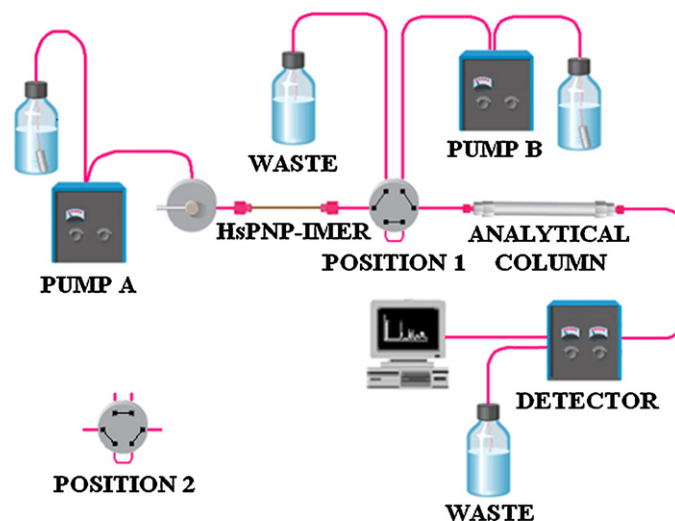 WASTE
PUMP B
HsPNP-IMER
POSITION 1
ANALYTICAL
COLUMN
PUMP A
DETECTOR
POSITION 2
WASTE